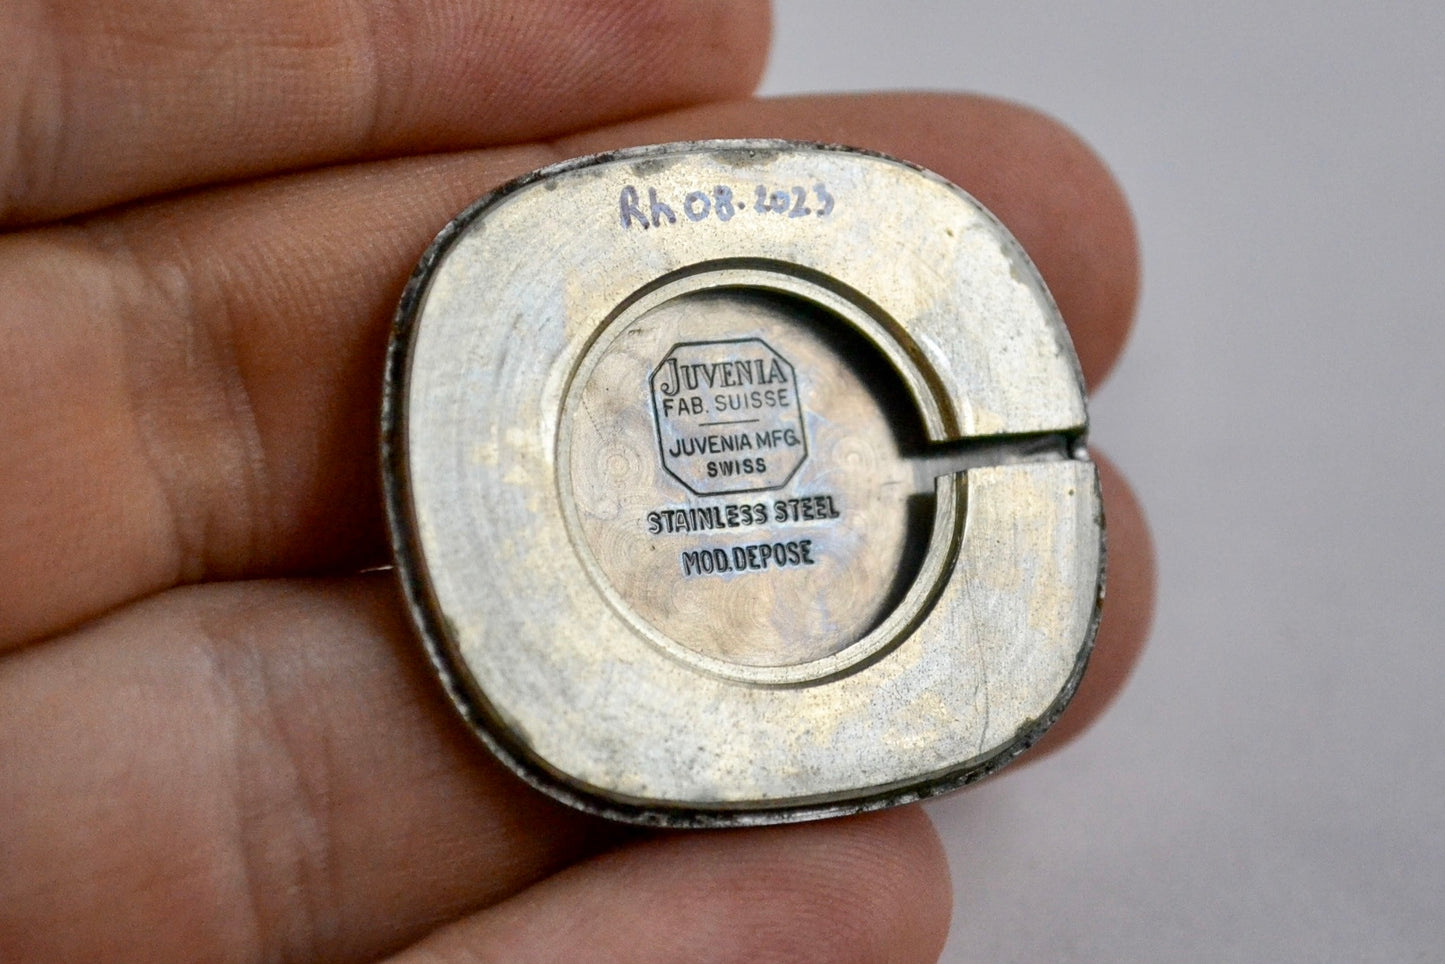 Rh 08.2023
JUVENIA
FAB. SUISSE
JUVENIA MFG.
SWISS
STAINLESS STEEL
MOD. DEPOSE